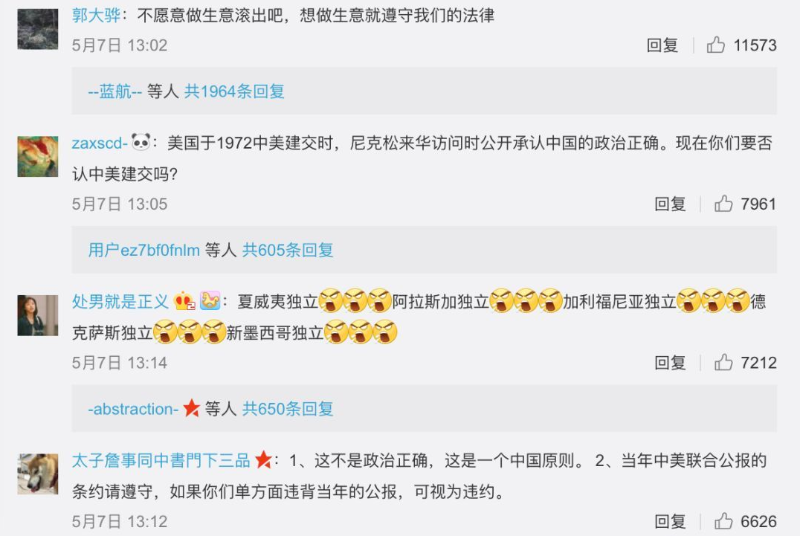 郭大骅：不愿意做生意滚出吧，想做生意就遵守我们的法律
5月7日 13:02 回复 11573
--蓝航-- 等人 共1964条回复
zaxscd-：美国于1972中美建交时，尼克松来华访问时公开承认中国的政治正确。现在你们要否
认中美建交吗?
5月7日 13:05 回复 7961
用户ez7bf0fnlm 等人 共605条回复
处男就是正义：夏威夷独立阿拉斯加独立加利福尼亚独立德
克萨斯独立新墨西哥独立
5月7日 13:14 回复 7212
-abstraction- 等人 共650条回复
太子詹事同中書門下三品：1、这不是政治正确，这是一个中国原则。 2、当年中美联合公报的
条约请遵守，如果你们单方面违背当年的公报，可视为违约。
5月7日 13:12 回复 6626